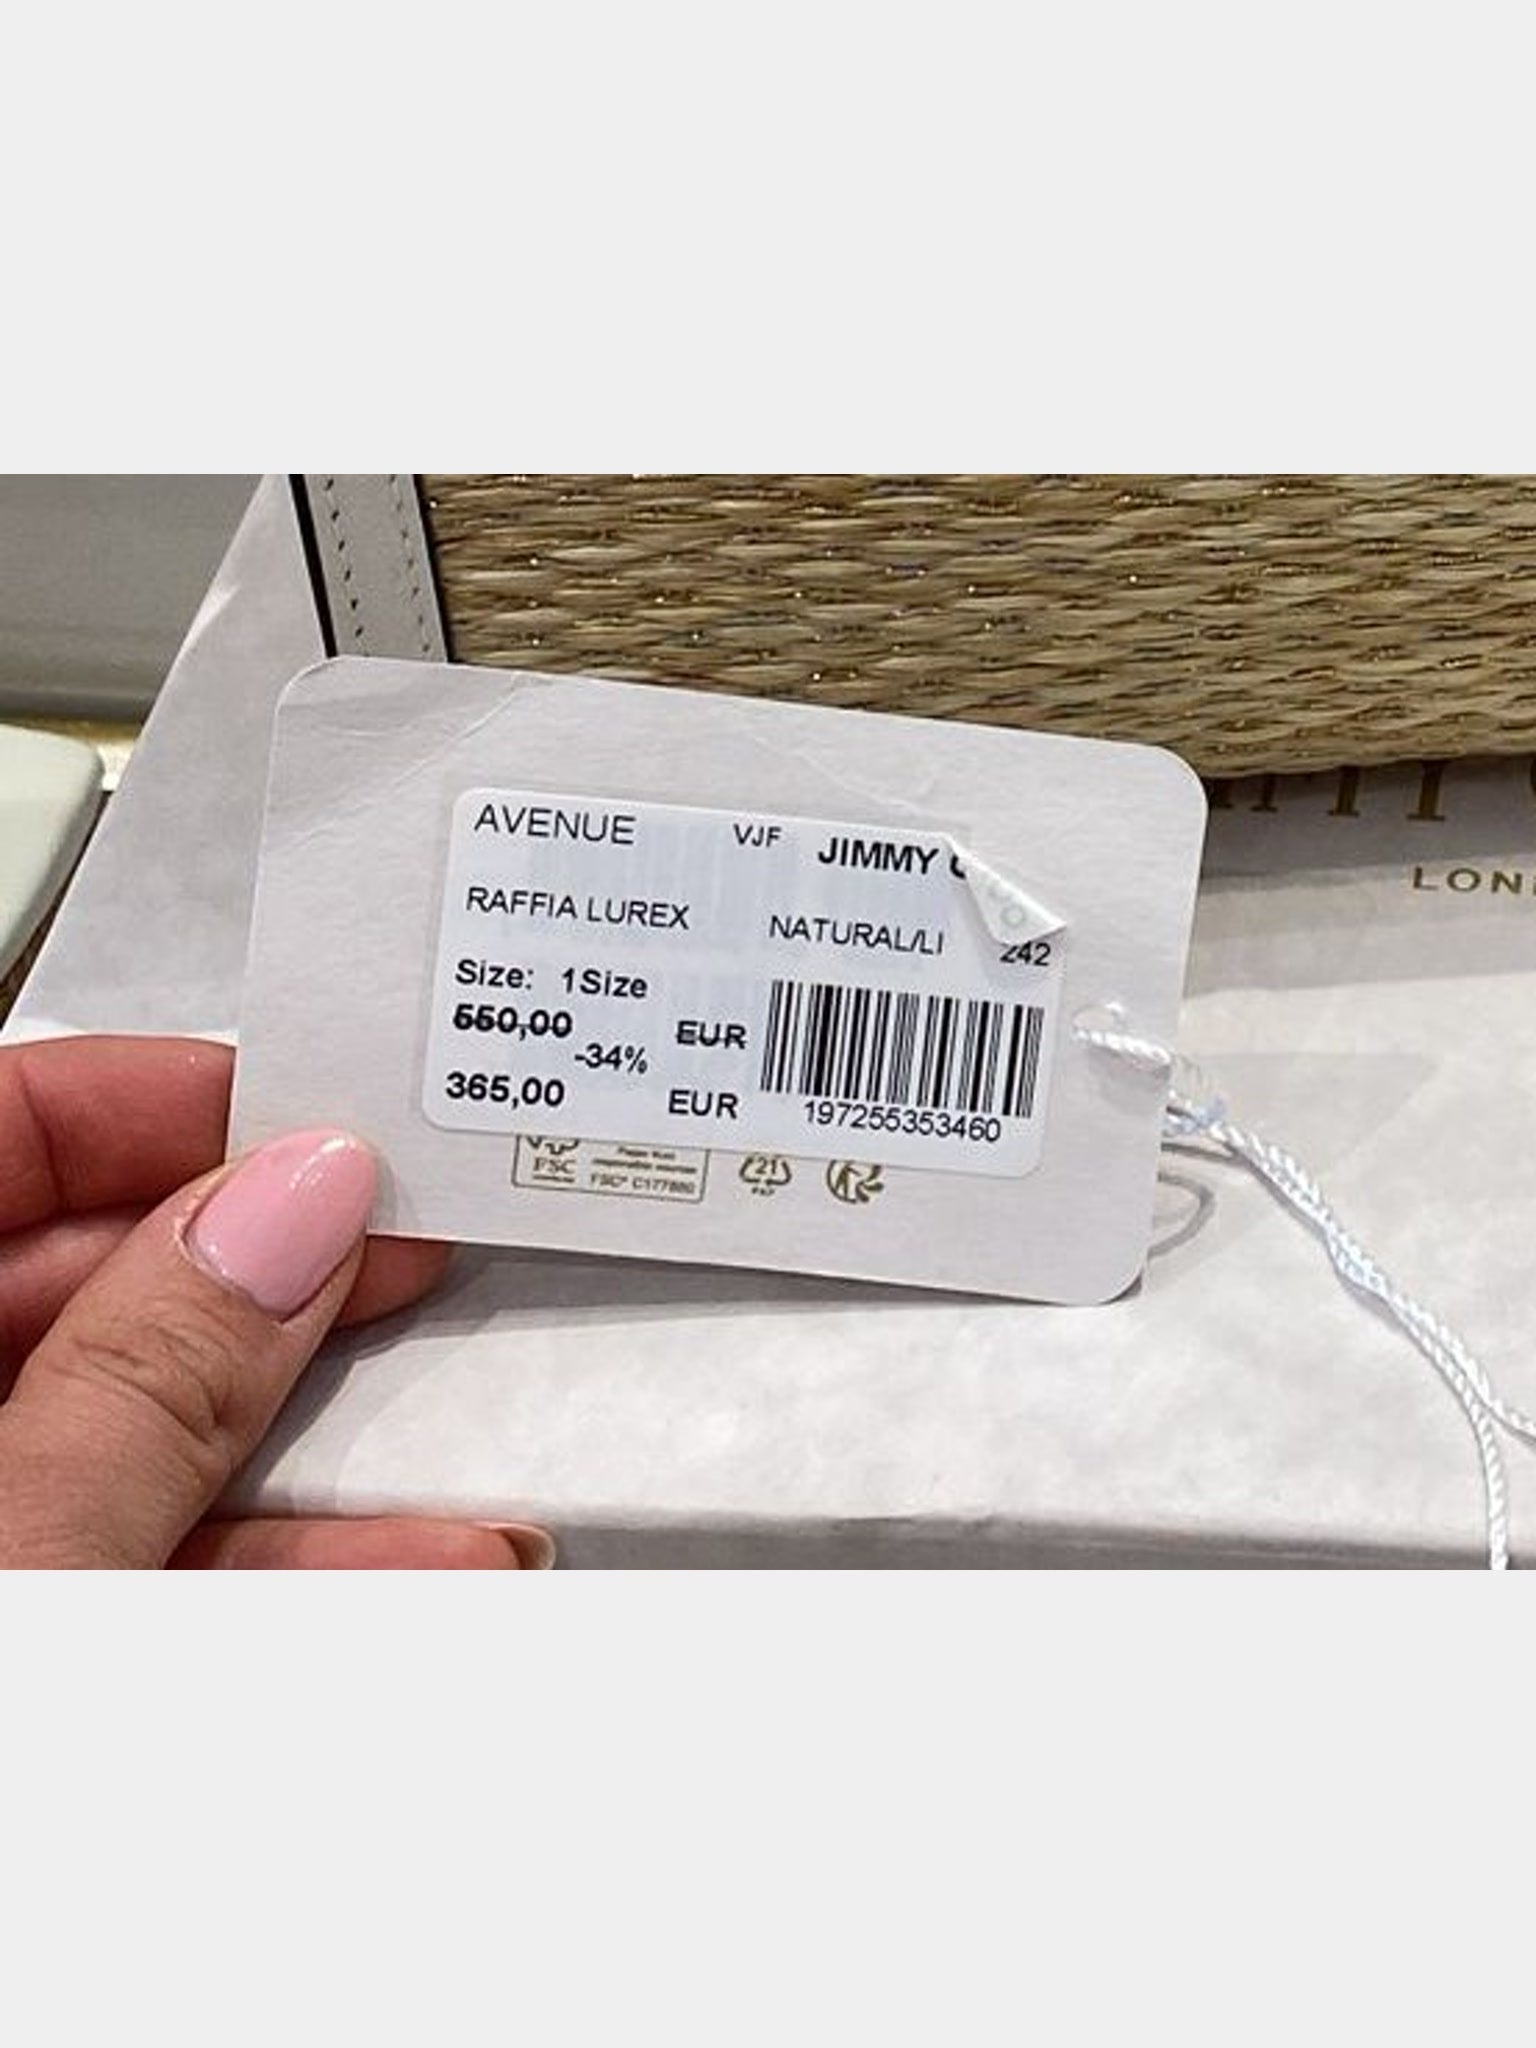 AVENUE VJF JIMMY
RAFFIA LUREX NATURAL/LI 242
Size: 1Size
550,00 EUR
-34%
365,00 EUR
197255353460
FSC
FSC® C177880
21
PAP